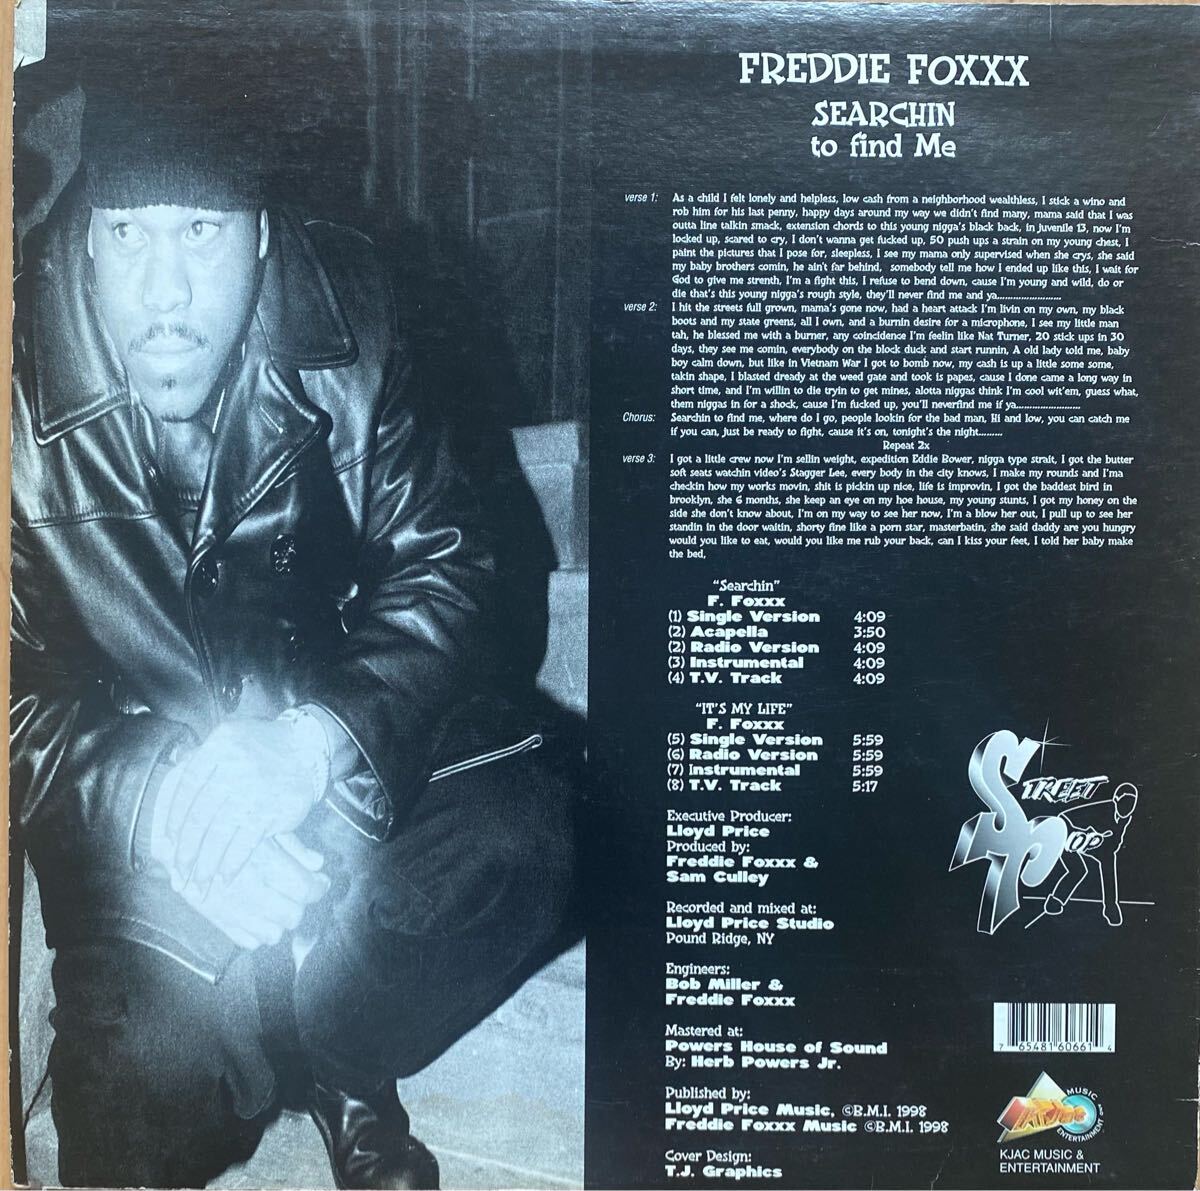 FREDDIE FOXXX
SEARCHIN
to find Me
verse 1: As a child I felt lonely and helpless, low cash from a neighborhood wealthless, I stick a wino and
rob him for his last penny, happy days around my way we didn't find many, mama said that I was
outta line talkin smack, extension chords to this young nigga's black back, in juvenile 13, now I'm
locked up, scared to cry, I don't wanna get fucked up, 50 push ups a strain on my young chest, I
paint the pictures that I pose for, sleepless, I see my mama only supervised when she crys, she said
my baby brothers comin, he ain't far behind, somebody tell me how I ended up like this, I wait for
God to give me strenth, I'm a fight this, I refuse to bend down, cause I'm young and wild, do or
die that's this young nigga's rough style, they'll never find me and ya......................
verse 2: I hit the streets full grown, mama's gone now, had a heart attack I'm livin on my own, my black
boots and my state greens, all I own, and a burnin desire for a microphone, I see my little man
tah, he blessed me with a burner, any coincidence I'm feelin like Nat Turner, 20 stick ups in 30
days, they see me comin, everybody on the block duck and start runnin, A old lady told me, baby
boy calm down, but like in Vietnam War I got to bomb now, my cash is up a little some some,
takin shape, I blasted dready at the weed gate and took is papes, cause I done came a long way in
short time, and I'm willin to die tryin to get mines, alotta niggas think I'm cool wit'em, guess what,
them niggas in for a shock, cause I'm fucked up, you'll neverfind me if ya......................
Chorus: Searchin to find me, where do I go, people lookin for the bad man, Hi and low, you can catch me
if you can, just be ready to fight, cause it's on, tonight's the night.........
Repeat 2x
verse 3: I got a little crew now I'm sellin weight, expedition Eddie Bower, nigga type strait, I got the butter
soft seats watchin video's Stagger Lee, every body in the city knows, I make my rounds and I'ma
checkin how my works movin, shit is pickin up nice, life is improvin, I got the baddest bird in
brooklyn, she 6 months, she keep an eye on my hoe house, my young stunts, I got my honey on the
side she don't know about, I'm on my way to see her now, I'm a blow her out, I pull up to see her
standin in the door waitin, shorty fine like a porn star, masterbatin, she said daddy are you hungry
would you like to eat, would you like me rub your back, can I kiss your feet, I told her baby make
the bed,
"Searchin"
F. Foxxx
(1) Single Version 4:09
(2) Acapella 3:50
(2) Radio Version 4:09
(3) Instrumental 4:09
(4) T.V. Track 4:09
"IT'S MY LIFE"
F. Foxxx
(5) Single Version 5:59
(6) Radio Version 5:59
(7) Instrumental 5:59
(8) T.V. Track 5:17
Executive Producer:
Lloyd Price
Produced by:
Freddie Foxxx &
Sam Culley
Recorded and mixed at:
Lloyd Price Studio
Pound Ridge, NY
Engineers:
Bob Miller &
Freddie Foxxx
Mastered at:
Powers House of Sound
By: Herb Powers Jr.
Published by:
Lloyd Price Music, ©B.M.I. 1998
Freddie Foxxx Music ©B.M.I. 1998
Cover Design:
T.J. Graphics
STREET
POP
7 65481 60661 4
KJac
MUSIC AND
ENTERTAINMENT
KJAC MUSIC &
ENTERTAINMENT